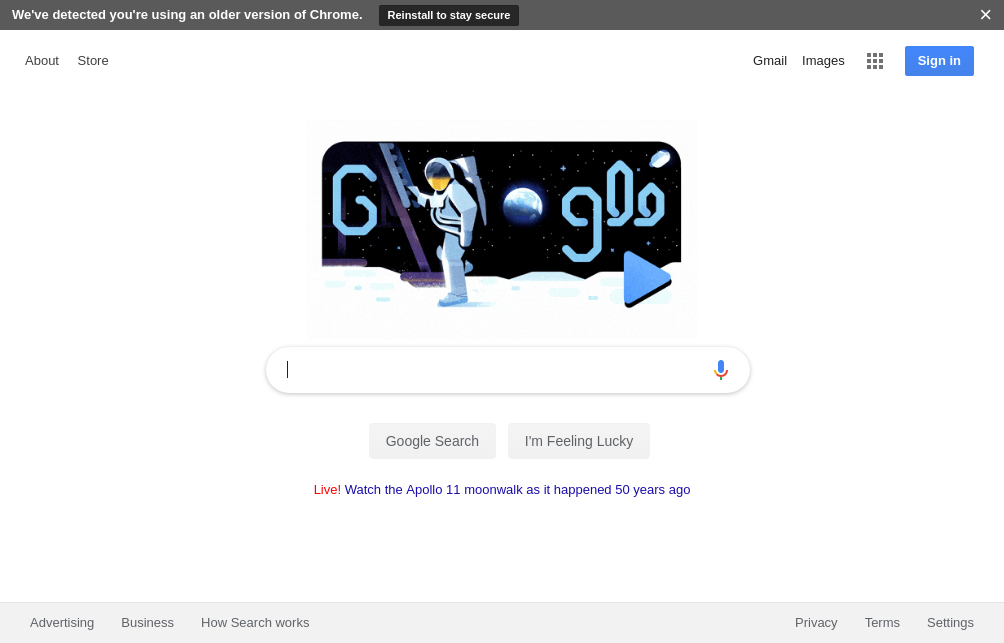 We've detected you're using an older version of Chrome. Reinstall to stay secure
About Store Gmail Images Sign in
Google
Google Search I'm Feeling Lucky
Live! Watch the Apollo 11 moonwalk as it happened 50 years ago
Advertising Business How Search works Privacy Terms Settings